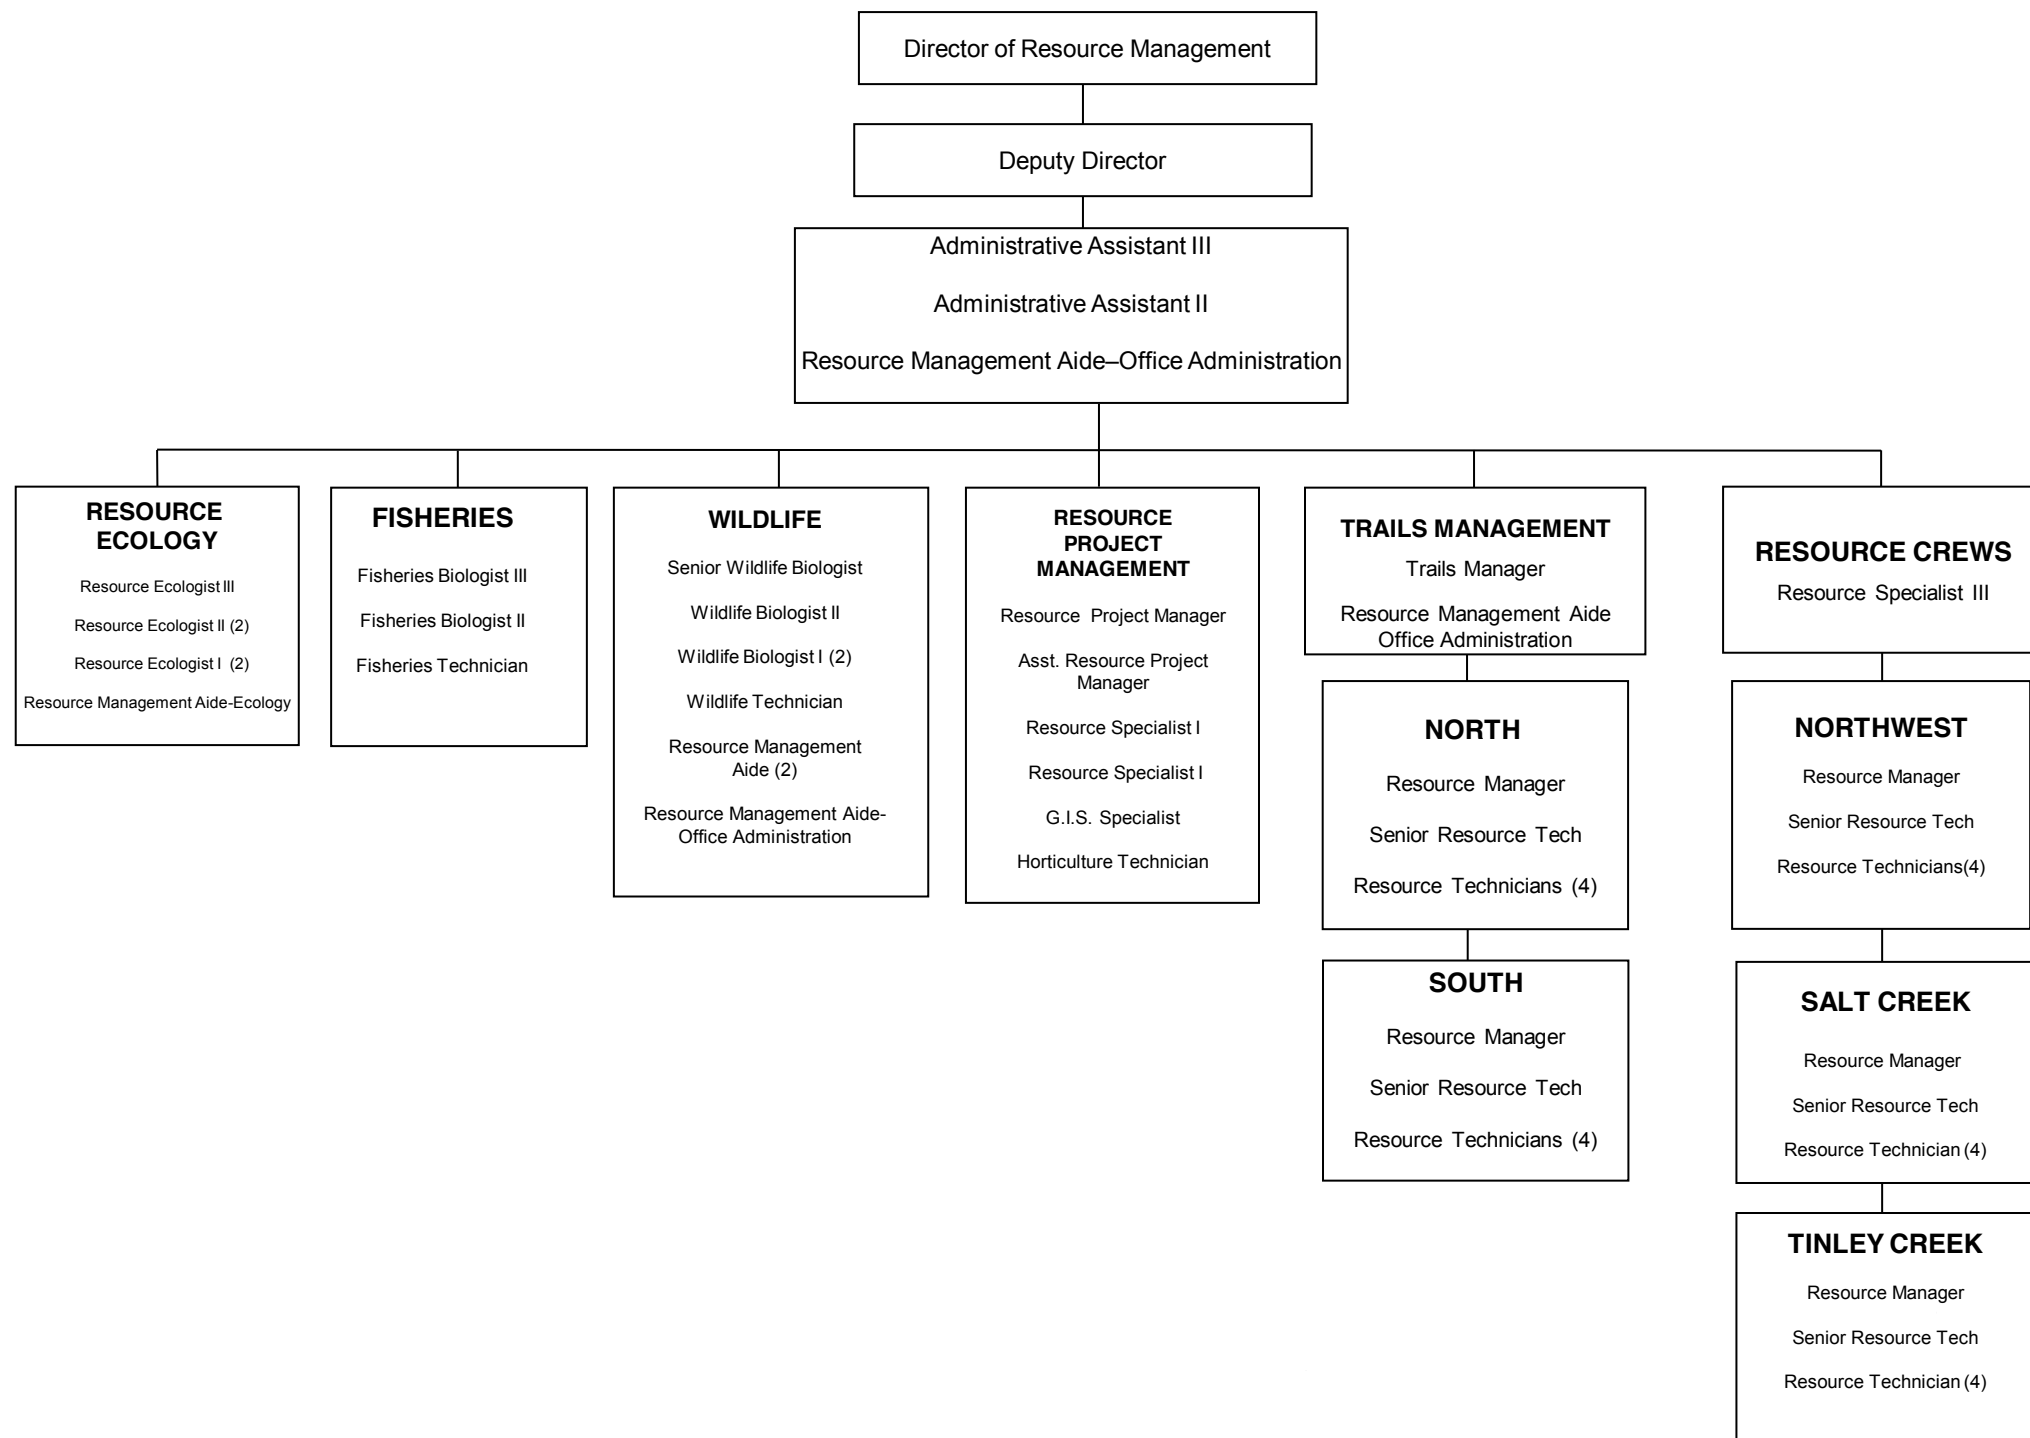 Director of Resource Management
Deputy Director
Administrative Assistant III
Administrative Assistant II
Resource Management Aide–Office Administration
RESOURCE
ECOLOGY
Resource Ecologist III
Resource Ecologist II (2)
Resource Ecologist I (2)
Resource Management Aide-Ecology
FISHERIES
Fisheries Biologist III
Fisheries Biologist II
Fisheries Technician
WILDLIFE
Senior Wildlife Biologist
Wildlife Biologist II
Wildlife Biologist I (2)
Wildlife Technician
Resource Management
Aide (2)
Resource Management Aide-
Office Administration
RESOURCE
PROJECT
MANAGEMENT
Resource Project Manager
Asst. Resource Project
Manager
Resource Specialist I
Resource Specialist I
G.I.S. Specialist
Horticulture Technician
TRAILS MANAGEMENT
Trails Manager
Resource Management Aide
Office Administration
NORTH
Resource Manager
Senior Resource Tech
Resource Technicians (4)
SOUTH
Resource Manager
Senior Resource Tech
Resource Technicians (4)
RESOURCE CREWS
Resource Specialist III
NORTHWEST
Resource Manager
Senior Resource Tech
Resource Technicians(4)
SALT CREEK
Resource Manager
Senior Resource Tech
Resource Technician (4)
TINLEY CREEK
Resource Manager
Senior Resource Tech
Resource Technician (4)